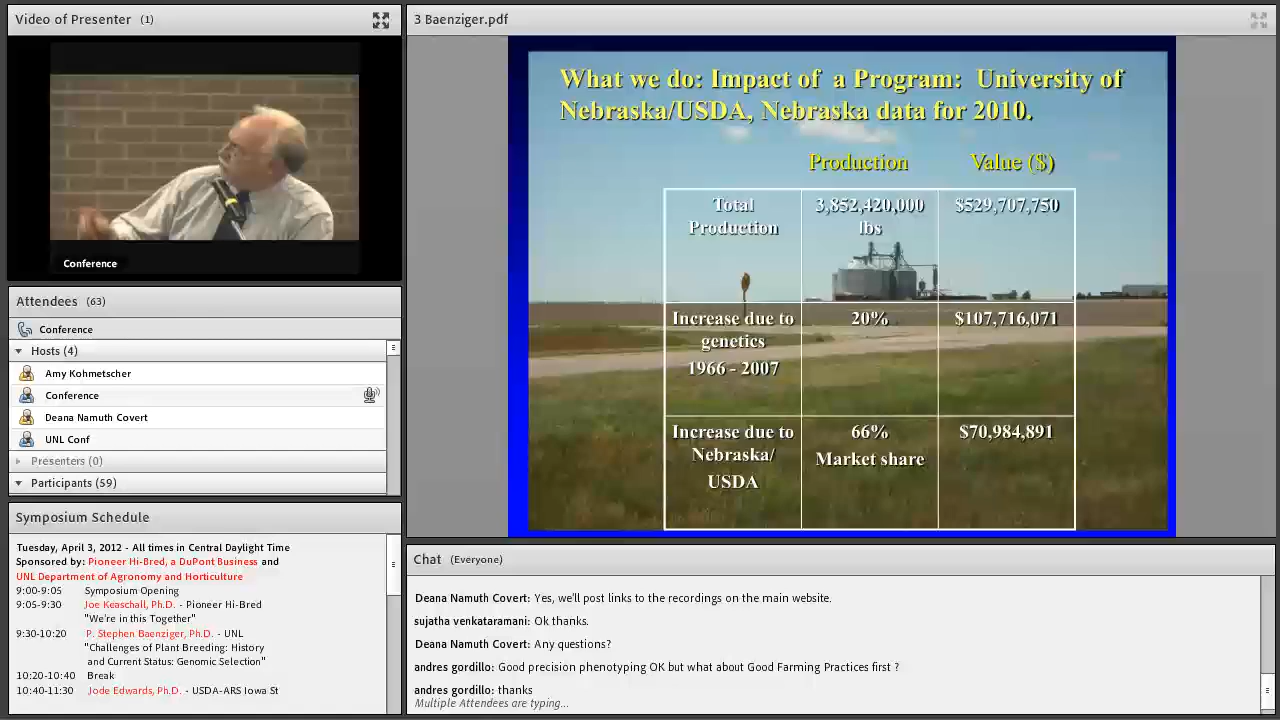 Video of Presenter (1)
Conference
Attendees (63)
Conference
Hosts (4)
Amy Kohmetscher
Conference
Deana Namuth Covert
UNL Conf
Presenters (0)
Participants (59)
Symposium Schedule
Tuesday, April 3, 2012 - All times in Central Daylight Time
Sponsored by: Pioneer Hi-Bred, a DuPont Business and
UNL Department of Agronomy and Horticulture
9:00-9:05 Symposium Opening
9:05-9:30 Joe Keaschall, Ph.D. - Pioneer Hi-Bred
"We're in this Together"
9:30-10:20 P. Stephen Baenziger, Ph.D. - UNL
"Challenges of Plant Breeding: History
and Current Status: Genomic Selection"
10:20-10:40 Break
10:40-11:30 Jode Edwards, Ph.D. - USDA-ARS Iowa St
3 Baenziger.pdf
What we do: Impact of a Program: University of
Nebraska/USDA, Nebraska data for 2010.
Production Value ($)
Total 3,852,420,000 $529,707,750
Production lbs
Increase due to 20% $107,716,071
genetics
1966 - 2007
Increase due to 66% $70,984,891
Nebraska/ Market share
USDA
Chat (Everyone)
Deana Namuth Covert: Yes, we'll post links to the recordings on the main website.
sujatha venkataramani: Ok thanks.
Deana Namuth Covert: Any questions?
andres gordillo: Good precision phenotyping OK but what about Good Farming Practices first ?
andres gordillo: thanks
Multiple Attendees are typing...